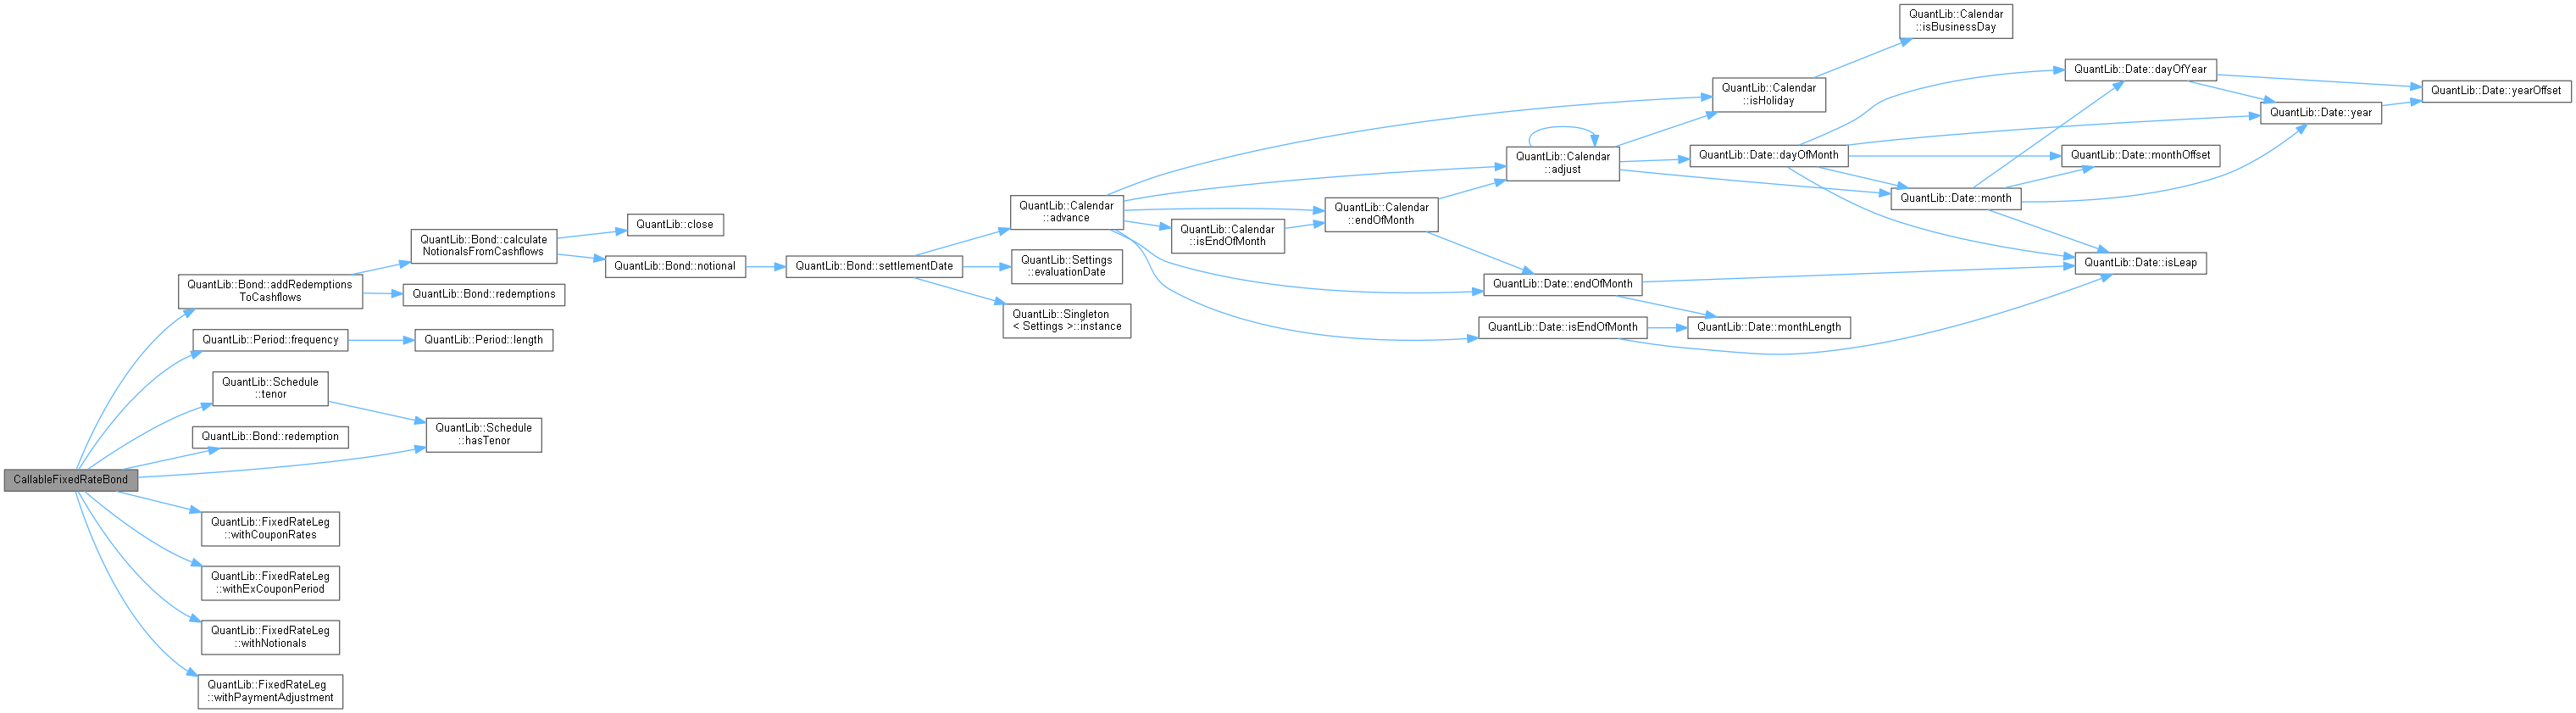 CallableFixedRateBond
QuantLib::Bond::addRedemptions
ToCashflows
QuantLib::Period::frequency
QuantLib::Schedule
::tenor
QuantLib::Bond::redemption
QuantLib::FixedRateLeg
::withCouponRates
QuantLib::FixedRateLeg
::withExCouponPeriod
QuantLib::FixedRateLeg
::withNotionals
QuantLib::FixedRateLeg
::withPaymentAdjustment
QuantLib::Bond::calculate
NotionalsFromCashflows
QuantLib::Bond::redemptions
QuantLib::Period::length
QuantLib::Schedule
::hasTenor
QuantLib::close
QuantLib::Bond::notional
QuantLib::Bond::settlementDate
QuantLib::Calendar
::advance
QuantLib::Settings
::evaluationDate
QuantLib::Singleton
< Settings >::instance
QuantLib::Calendar
::isEndOfMonth
QuantLib::Calendar
::endOfMonth
QuantLib::Calendar
::adjust
QuantLib::Date::endOfMonth
QuantLib::Date::isEndOfMonth
QuantLib::Calendar
::isHoliday
QuantLib::Date::dayOfMonth
QuantLib::Date::monthLength
QuantLib::Calendar
::isBusinessDay
QuantLib::Date::month
QuantLib::Date::dayOfYear
QuantLib::Date::monthOffset
QuantLib::Date::isLeap
QuantLib::Date::year
QuantLib::Date::yearOffset